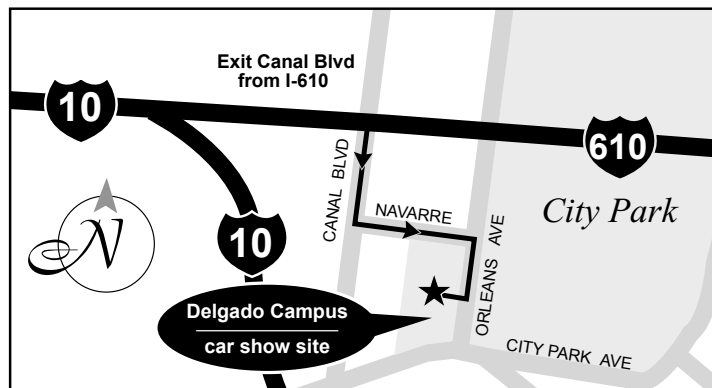 Exit Canal Blvd
from I-610
10
610
CANAL BLVD
NAVARRE
City Park
ORLEANS AVE
N
10
Delgado Campus
car show site
CITY PARK AVE